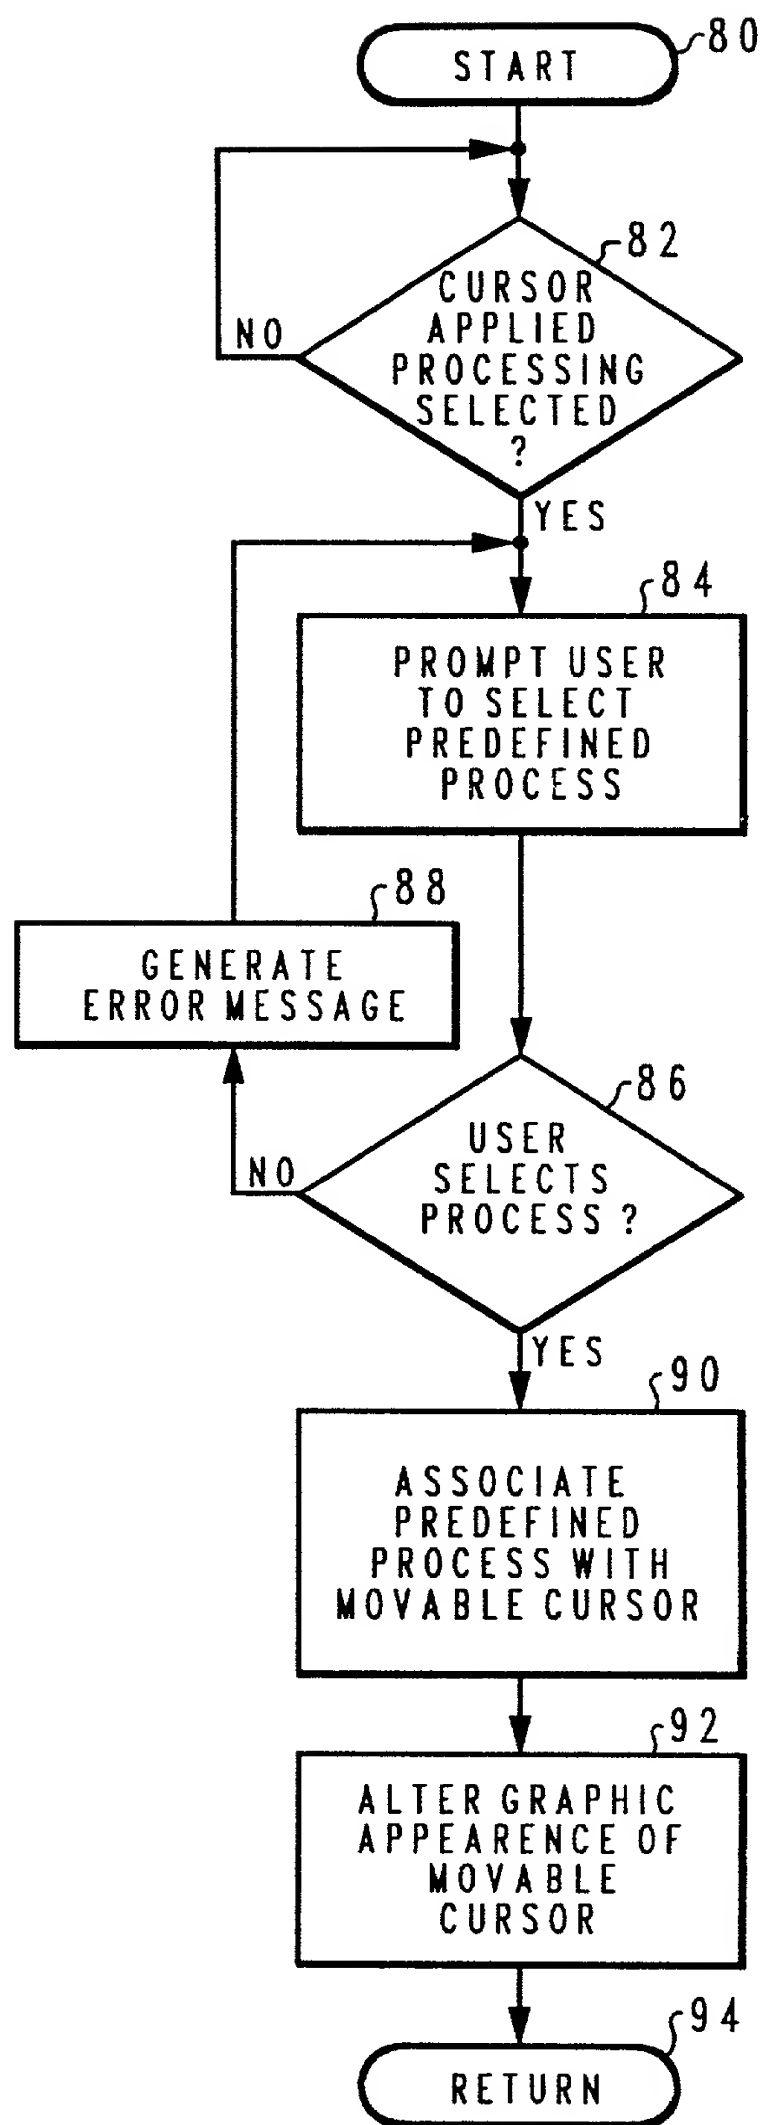 80
START
82
CURSOR
APPLIED
PROCESSING
SELECTED
?
NO
YES
84
PROMPT USER
TO SELECT
PREDEFINED
PROCESS
88
GENERATE
ERROR MESSAGE
86
USER
SELECTS
PROCESS ?
NO
YES
90
ASSOCIATE
PREDEFINED
PROCESS WITH
MOVABLE CURSOR
92
ALTER GRAPHIC
APPEARENCE OF
MOVABLE
CURSOR
94
RETURN